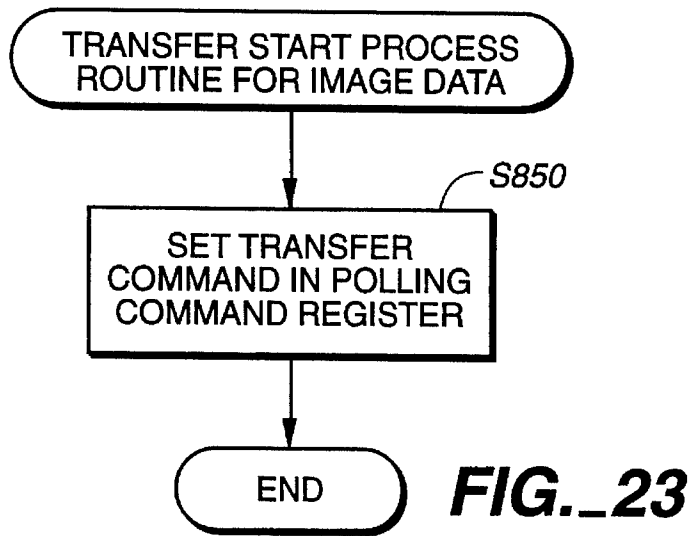 TRANSFER START PROCESS
ROUTINE FOR IMAGE DATA
S850
SET TRANSFER
COMMAND IN POLLING
COMMAND REGISTER
END
FIG._23